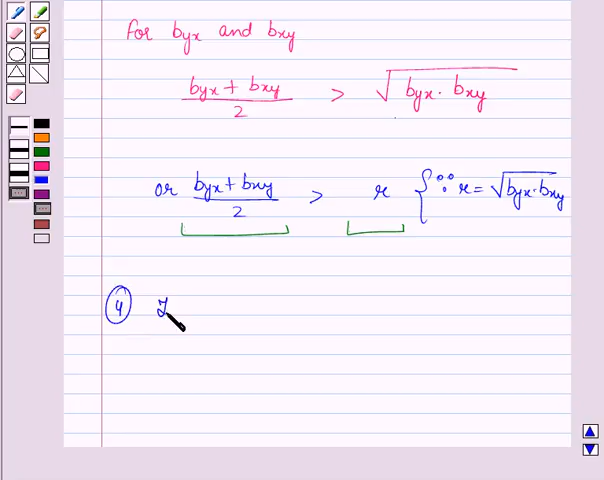 For byx and bxy
byx + bxy / 2 > √byx · bxy
or byx + bxy / 2 > r {∵ r = √byx · bxy
④ I